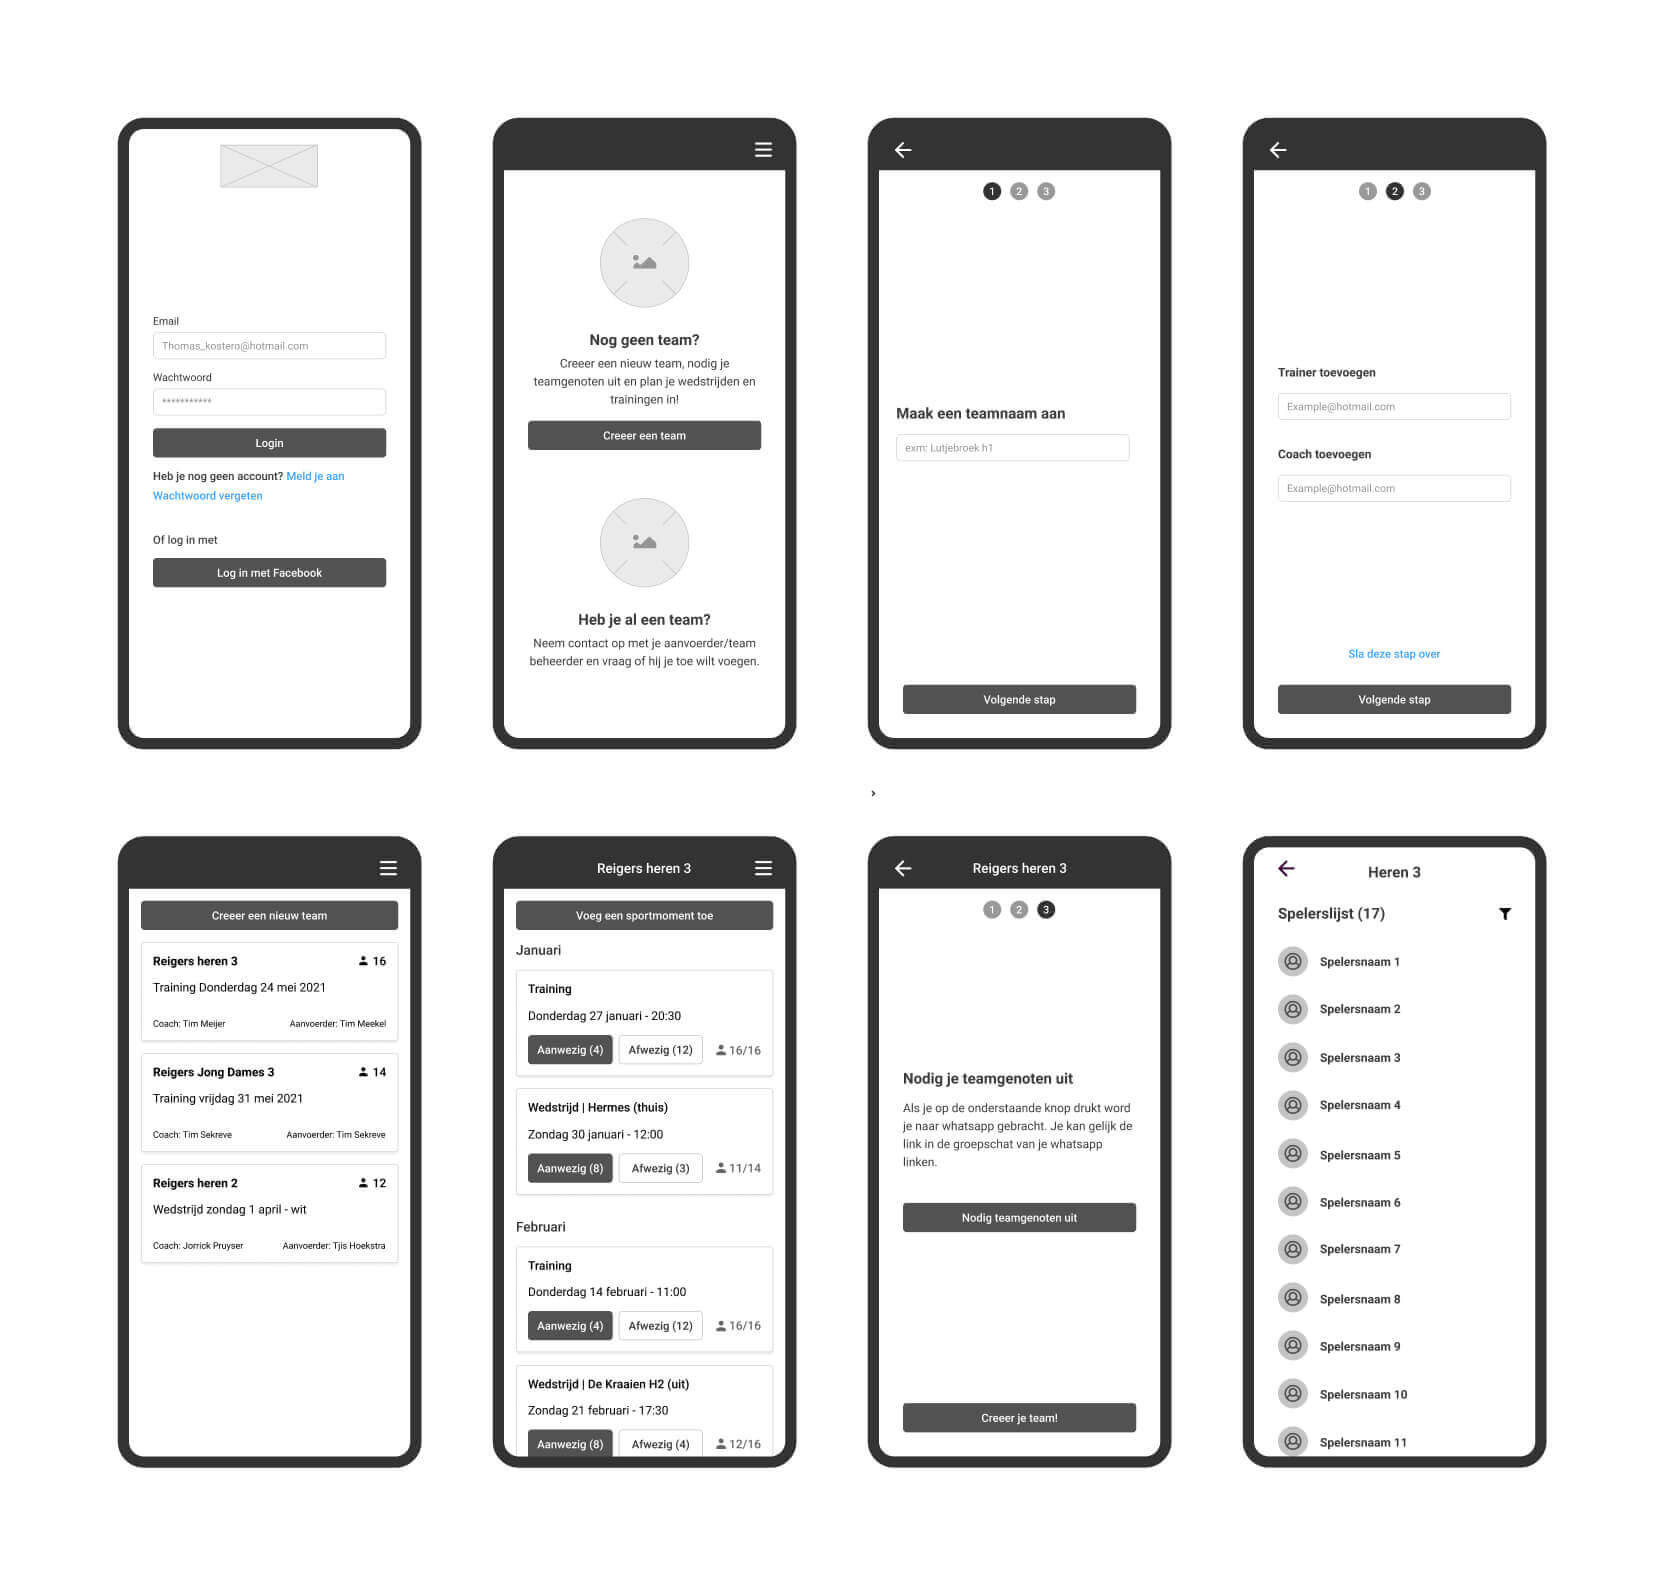 Email
Thomas_kostero@hotmail.com
Wachtwoord
***********
Login
Heb je nog geen account? Meld je aan
Wachtwoord vergeten
Of log in met
Log in met Facebook
Nog geen team?
Creeer een nieuw team, nodig je
teamgenoten uit en plan je wedstrijden en
trainingen in!
Creeer een team
Heb je al een team?
Neem contact op met je aanvoerder/team
beheerder en vraag of hij je toe wilt voegen.
1 2 3
Maak een teamnaam aan
exm: Lutjebroek h1
Volgende stap
1 2 3
Trainer toevoegen
Example@hotmail.com
Coach toevoegen
Example@hotmail.com
Sla deze stap over
Volgende stap
›
Creeer een nieuw team
Reigers heren 3 16
Training Donderdag 24 mei 2021
Coach: Tim Meijer Aanvoerder: Tim Meekel
Reigers Jong Dames 3 14
Training vrijdag 31 mei 2021
Coach: Tim Sekreve Aanvoerder: Tim Sekreve
Reigers heren 2 12
Wedstrijd zondag 1 april - wit
Coach: Jorrick Pruyser Aanvoerder: Tjis Hoekstra
Reigers heren 3
Voeg een sportmoment toe
Januari
Training
Donderdag 27 januari - 20:30
Aanwezig (4) Afwezig (12) 16/16
Wedstrijd | Hermes (thuis)
Zondag 30 januari - 12:00
Aanwezig (8) Afwezig (3) 11/14
Februari
Training
Donderdag 14 februari - 11:00
Aanwezig (4) Afwezig (12) 16/16
Wedstrijd | De Kraaien H2 (uit)
Zondag 21 februari - 17:30
Aanwezig (8) Afwezig (4) 12/16
Reigers heren 3
1 2 3
Nodig je teamgenoten uit
Als je op de onderstaande knop drukt word
je naar whatsapp gebracht. Je kan gelijk de
link in de groepschat van je whatsapp
linken.
Nodig teamgenoten uit
Creeer je team!
Heren 3
Spelerslijst (17)
Spelersnaam 1
Spelersnaam 2
Spelersnaam 3
Spelersnaam 4
Spelersnaam 5
Spelersnaam 6
Spelersnaam 7
Spelersnaam 8
Spelersnaam 9
Spelersnaam 10
Spelersnaam 11